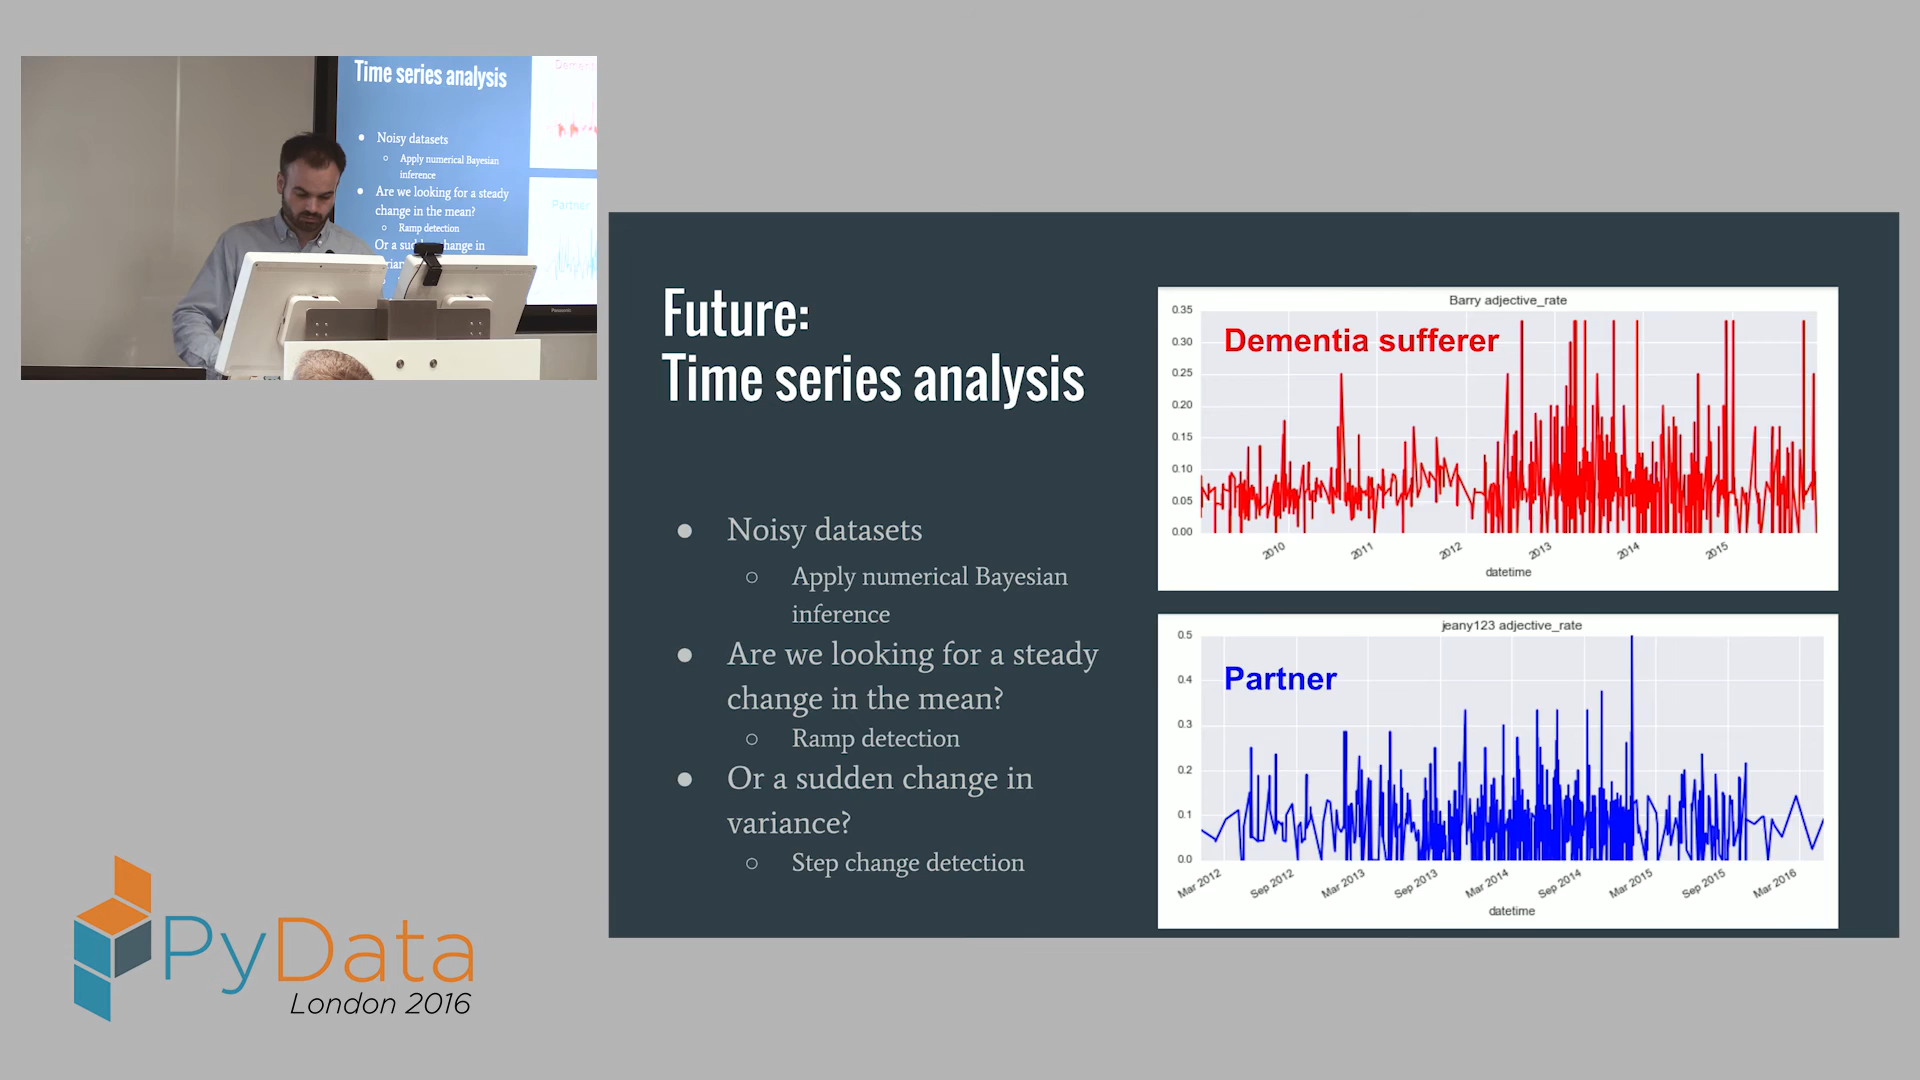 Time series analysis
Noisy datasets
Apply numerical Bayesian
inference
Are we looking for a steady
change in the mean?
Ramp detection
Partner
Future:
Time series analysis
● Noisy datasets
○ Apply numerical Bayesian
inference
● Are we looking for a steady
change in the mean?
○ Ramp detection
● Or a sudden change in
variance?
○ Step change detection
Barry adjective_rate
Dementia sufferer
0.35
0.30
0.25
0.20
0.15
0.10
0.05
0.00
2010 2011 2012 2013 2014 2015
datetime
jeany123 adjective_rate
Partner
0.5
0.4
0.3
0.2
0.1
0.0
Mar 2012 Sep 2012 Mar 2013 Sep 2013 Mar 2014 Sep 2014 Mar 2015 Sep 2015 Mar 2016
datetime
PyData
London 2016